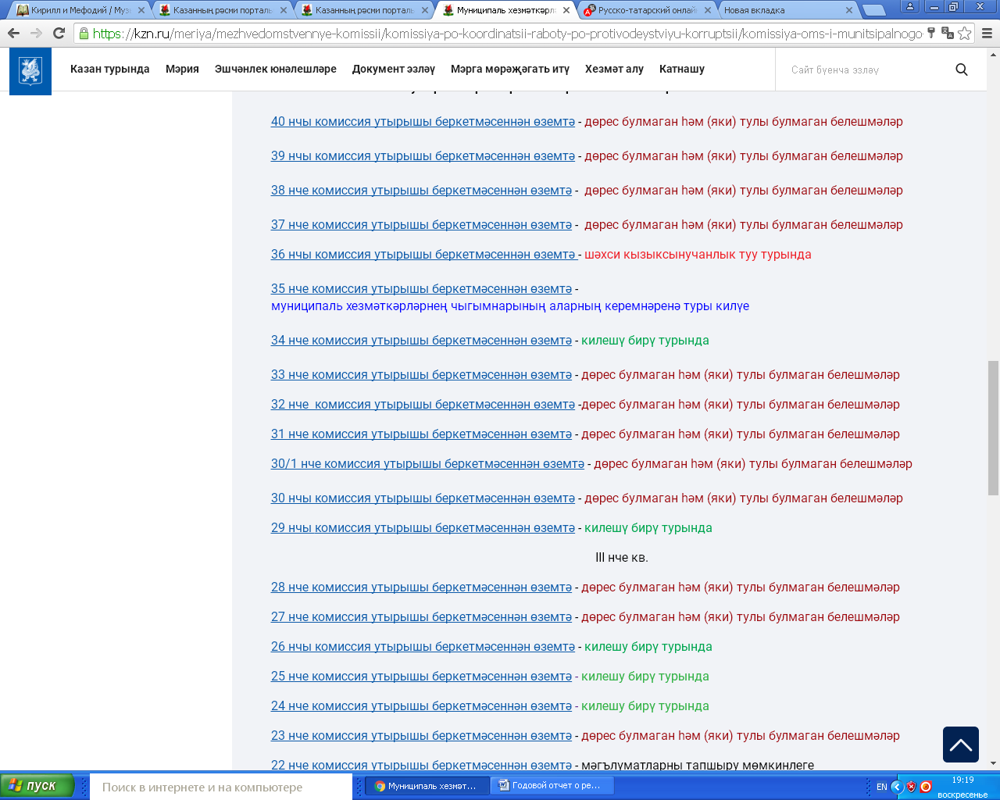 Кирилл и Мефодий / Муз
Казанның рәсми порталь
Казанның рәсми порталь
Муниципаль хезмәткәрл
Русско-татарский онлай
Новая вкладка
https://kzn.ru/meriya/mezhvedomstvennye-komissii/komissiya-po-koordinatsii-raboty-po-protivodeystviyu-korruptsii/komissiya-oms-i-munitsipalnogo
Казан турында Мэрия Эшчәнлек юнәлешләре Документ эзләү Мэрга мөрәҗәгать итү Хезмәт алу Катнашу Сайт буенча эзләү
40 нчы комиссия утырышы беркетмәсеннән өземтә - дөрес булмаган һәм (яки) тулы булмаган белешмәләр
39 нчы комиссия утырышы беркетмәсеннән өземтә - дөрес булмаган һәм (яки) тулы булмаган белешмәләр
38 нче комиссия утырышы беркетмәсеннән өземтә - дөрес булмаган һәм (яки) тулы булмаган белешмәләр
37 нче комиссия утырышы беркетмәсеннән өземтә - дөрес булмаган һәм (яки) тулы булмаган белешмәләр
36 нчы комиссия утырышы беркетмәсеннән өземтә - шәхси кызыксынучанлык туу турында
35 нче комиссия утырышы беркетмәсеннән өземтә -
муниципаль хезмәткәрләрнең чыгымнарының аларның керемнәренә туры килүе
34 нче комиссия утырышы беркетмәсеннән өземтә - килешү бирү турында
33 нче комиссия утырышы беркетмәсеннән өземтә - дөрес булмаган һәм (яки) тулы булмаган белешмәләр
32 нче комиссия утырышы беркетмәсеннән өземтә -дөрес булмаган һәм (яки) тулы булмаган белешмәләр
31 нче комиссия утырышы беркетмәсеннән өземтә - дөрес булмаган һәм (яки) тулы булмаган белешмәләр
30/1 нче комиссия утырышы беркетмәсеннән өземтә - дөрес булмаган һәм (яки) тулы булмаган белешмәләр
30 нчы комиссия утырышы беркетмәсеннән өземтә - дөрес булмаган һәм (яки) тулы булмаган белешмәләр
29 нчы комиссия утырышы беркетмәсеннән өземтә - килешү бирү турында
III нче кв.
28 нче комиссия утырышы беркетмәсеннән өземтә - дөрес булмаган һәм (яки) тулы булмаган белешмәләр
27 нче комиссия утырышы беркетмәсеннән өземтә - дөрес булмаган һәм (яки) тулы булмаган белешмәләр
26 нчы комиссия утырышы беркетмәсеннән өземтә - килешу бирү турында
25 нче комиссия утырышы беркетмәсеннән өземтә - килешу бирү турында
24 нче комиссия утырышы беркетмәсеннән өземтә - килешу бирү турында
23 нче комиссия утырышы беркетмәсеннән өземтә - дөрес булмаган һәм (яки) тулы булмаган белешмәләр
22 нче комиссия утырышы беркетмәсеннән өземтә - мәгълуматларны тапшыру мөмкинлеге
пуск
Поиск в интернете и на компьютере
Муниципаль хезмәт...
Годовой отчет о ре...
EN
19:19
воскресенье